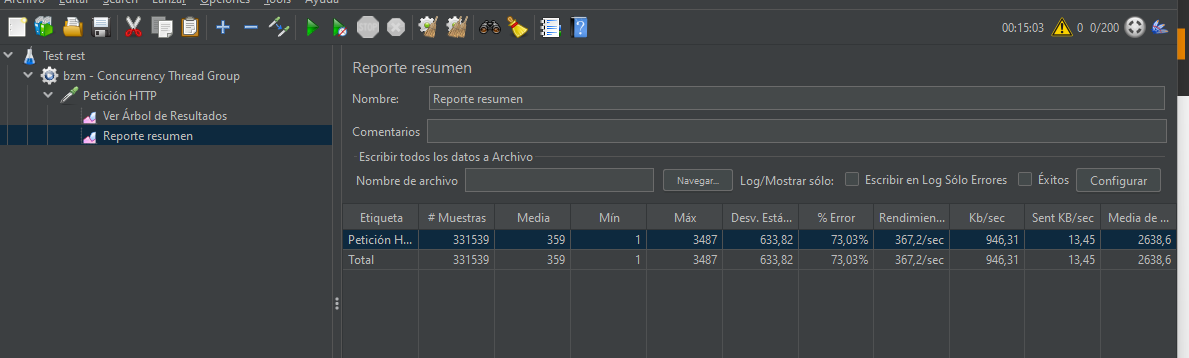 Archivo Editar Search Lanzar Opciones Tools Ayuda
00:15:03 0 0/200
Test rest
bzm - Concurrency Thread Group
Petición HTTP
Ver Árbol de Resultados
Reporte resumen
Reporte resumen
Nombre: Reporte resumen
Comentarios
Escribir todos los datos a Archivo
Nombre de archivo Navegar... Log/Mostrar sólo: Escribir en Log Sólo Errores Éxitos Configurar
Etiqueta # Muestras Media Mín Máx Desv. Está... % Error Rendimien... Kb/sec Sent KB/sec Media de ...
Petición H... 331539 359 1 3487 633,82 73,03% 367,2/sec 946,31 13,45 2638,6
Total 331539 359 1 3487 633,82 73,03% 367,2/sec 946,31 13,45 2638,6